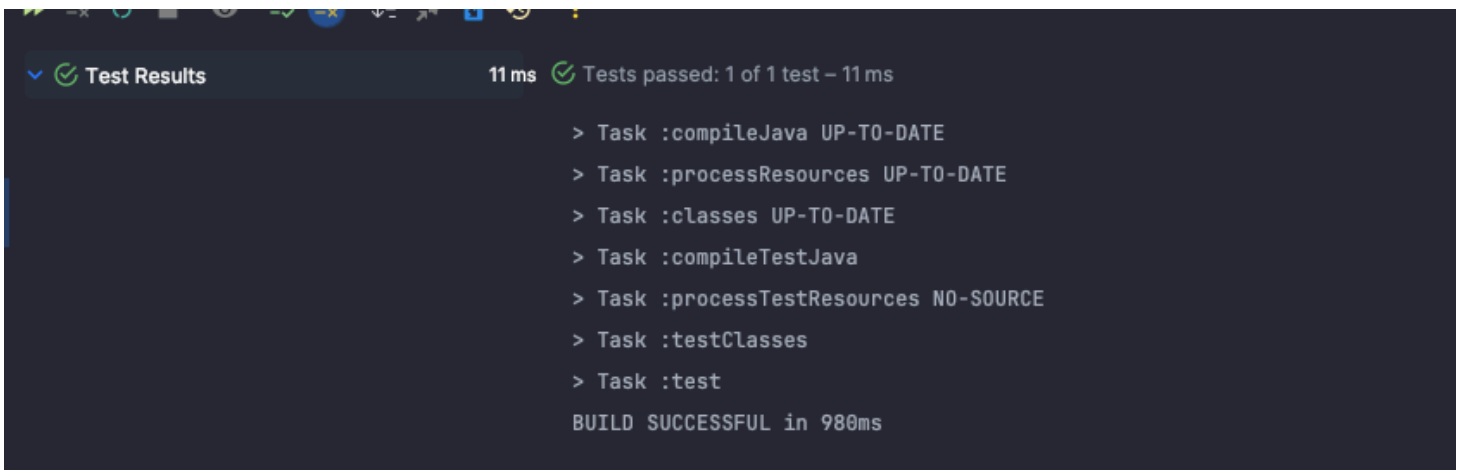 Test Results 11 ms
Tests passed: 1 of 1 test – 11 ms
> Task :compileJava UP-TO-DATE
> Task :processResources UP-TO-DATE
> Task :classes UP-TO-DATE
> Task :compileTestJava
> Task :processTestResources NO-SOURCE
> Task :testClasses
> Task :test
BUILD SUCCESSFUL in 980ms